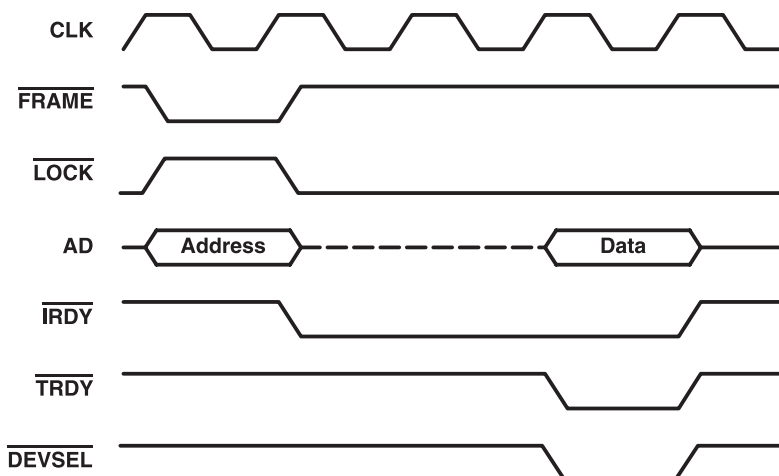 CLK
FRAME
LOCK
AD Address Data
IRDY
TRDY
DEVSEL